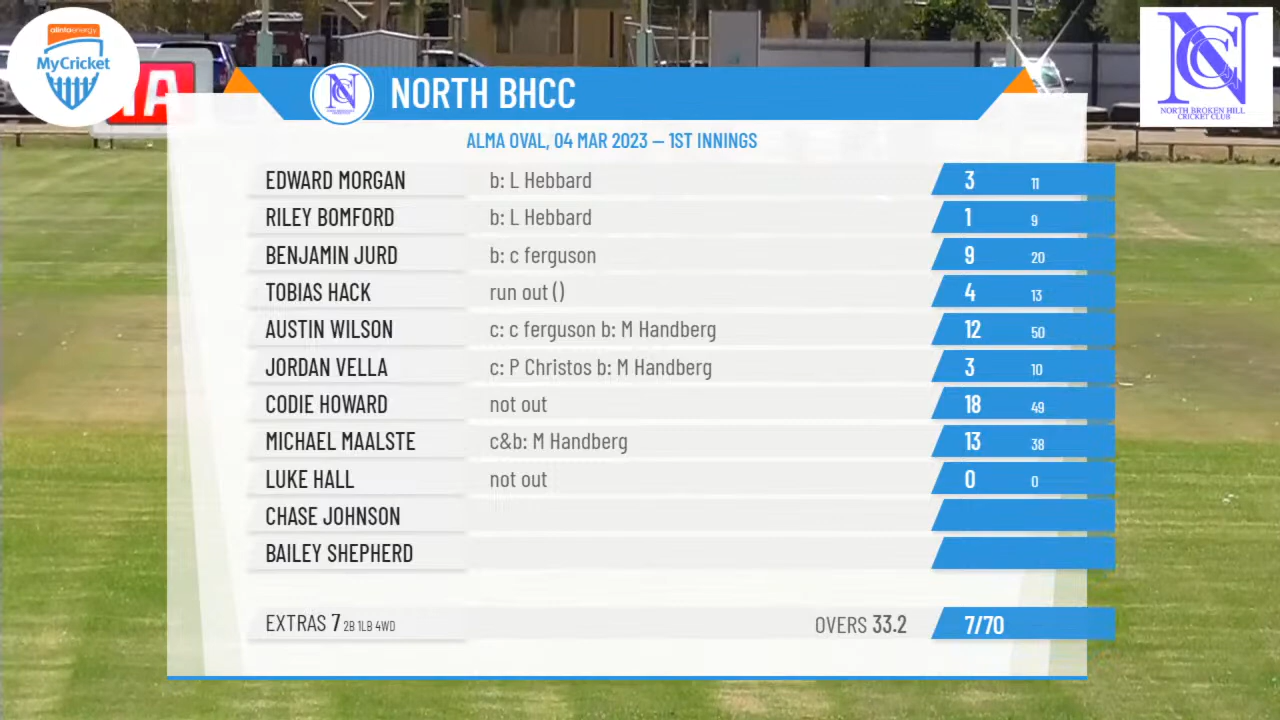 alintaenergy
MyCricket
NORTH BHCC
NORTH BROKEN HILL
CRICKET CLUB
ALMA OVAL, 04 MAR 2023 – 1ST INNINGS
EDWARD MORGAN b: L Hebbard 3 11
RILEY BOMFORD b: L Hebbard 1 9
BENJAMIN JURD b: c ferguson 9 20
TOBIAS HACK run out () 4 13
AUSTIN WILSON c: c ferguson b: M Handberg 12 50
JORDAN VELLA c: P Christos b: M Handberg 3 10
CODIE HOWARD not out 18 49
MICHAEL MAALSTE c&b: M Handberg 13 38
LUKE HALL not out 0 0
CHASE JOHNSON
BAILEY SHEPHERD
EXTRAS 7 2B 1LB 4WD OVERS 33.2 7/70